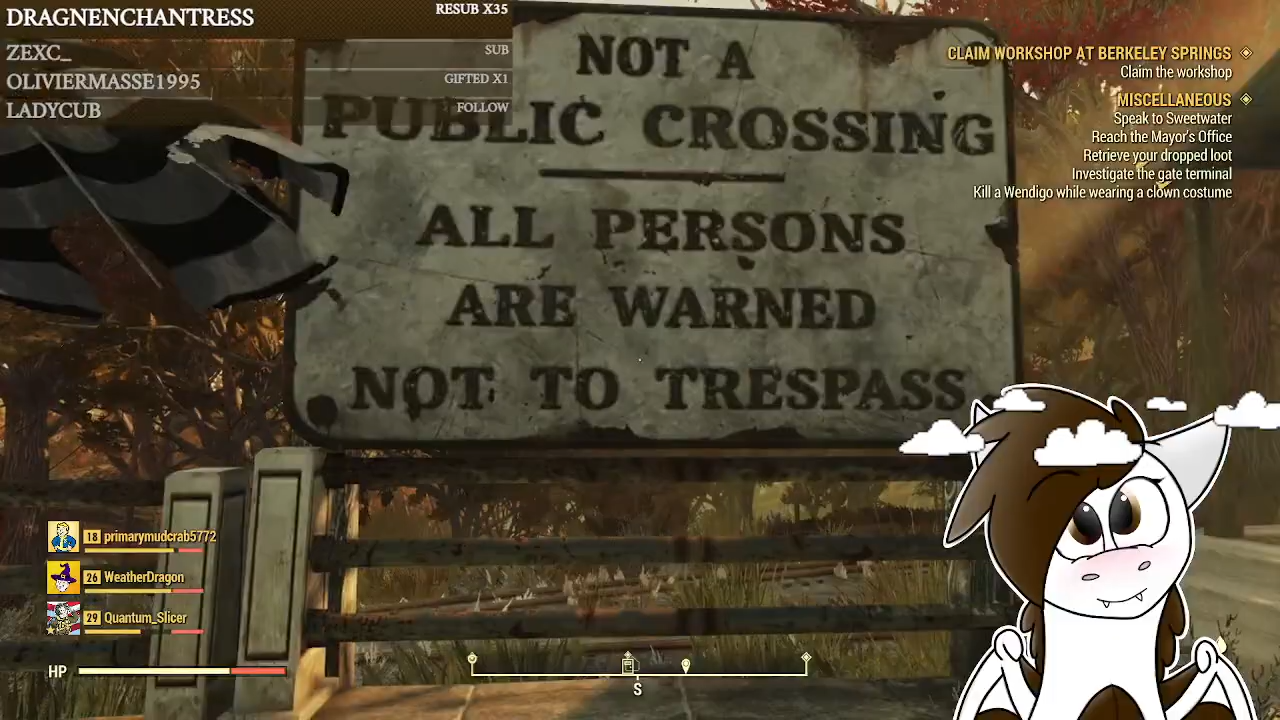 DRAGNENCHANTRESS RESUB X35
ZEXC_ SUB
OLIVIERMASSE1995 GIFTED X1
LADYCUB FOLLOW
NOT A
PUBLIC CROSSING
ALL PERSONS
ARE WARNED
NOT TO TRESPASS
CLAIM WORKSHOP AT BERKELEY SPRINGS
Claim the workshop
MISCELLANEOUS
Speak to Sweetwater
Reach the Mayor's Office
Retrieve your dropped loot
Investigate the gate terminal
Kill a Wendigo while wearing a clown costume
18 primarymudcrab5772
26 WeatherDragon
29 Quantum_Slicer
HP
S